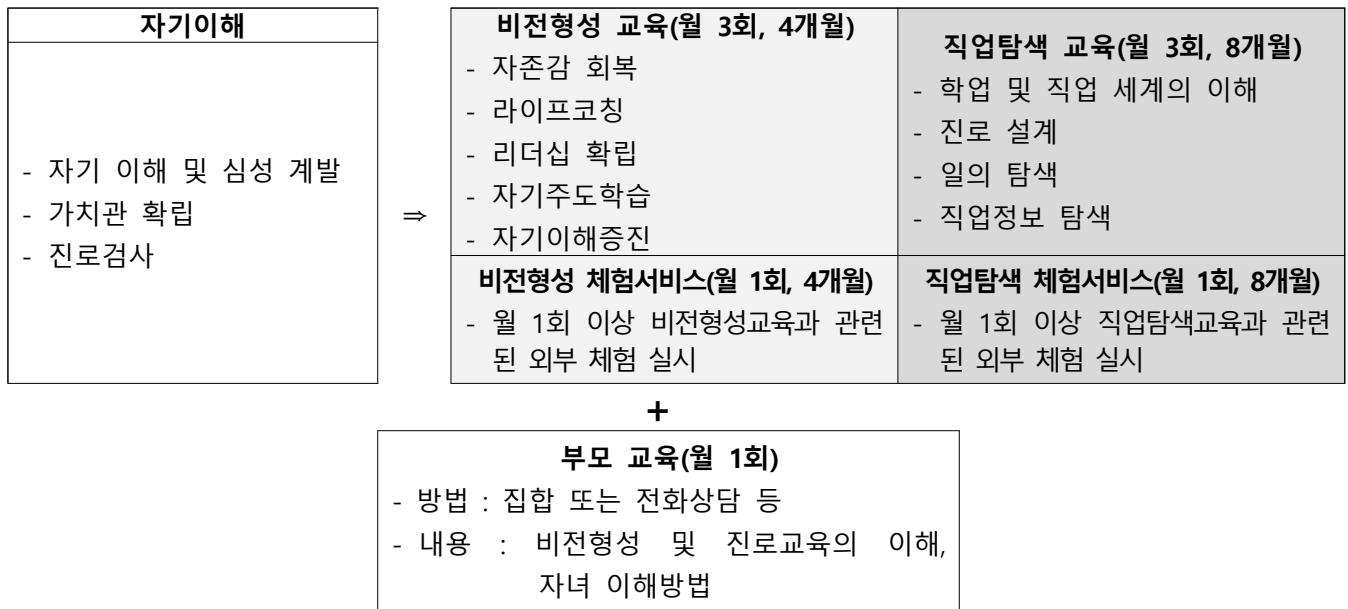 자기이해
- 자기 이해 및 심성 계발
- 가치관 확립
- 진로검사
⇒
비전형성 교육(월 3회, 4개월)
- 자존감 회복
- 라이프코칭
- 리더십 확립
- 자기주도학습
- 자기이해증진
직업탐색 교육(월 3회, 8개월)
- 학업 및 직업 세계의 이해
- 진로 설계
- 일의 탐색
- 직업정보 탐색
비전형성 체험서비스(월 1회, 4개월)
- 월 1회 이상 비전형성교육과 관련
된 외부 체험 실시
직업탐색 체험서비스(월 1회, 8개월)
- 월 1회 이상 직업탐색교육과 관련
된 외부 체험 실시
+
부모 교육(월 1회)
- 방법 : 집합 또는 전화상담 등
- 내용 : 비전형성 및 진로교육의 이해,
자녀 이해방법